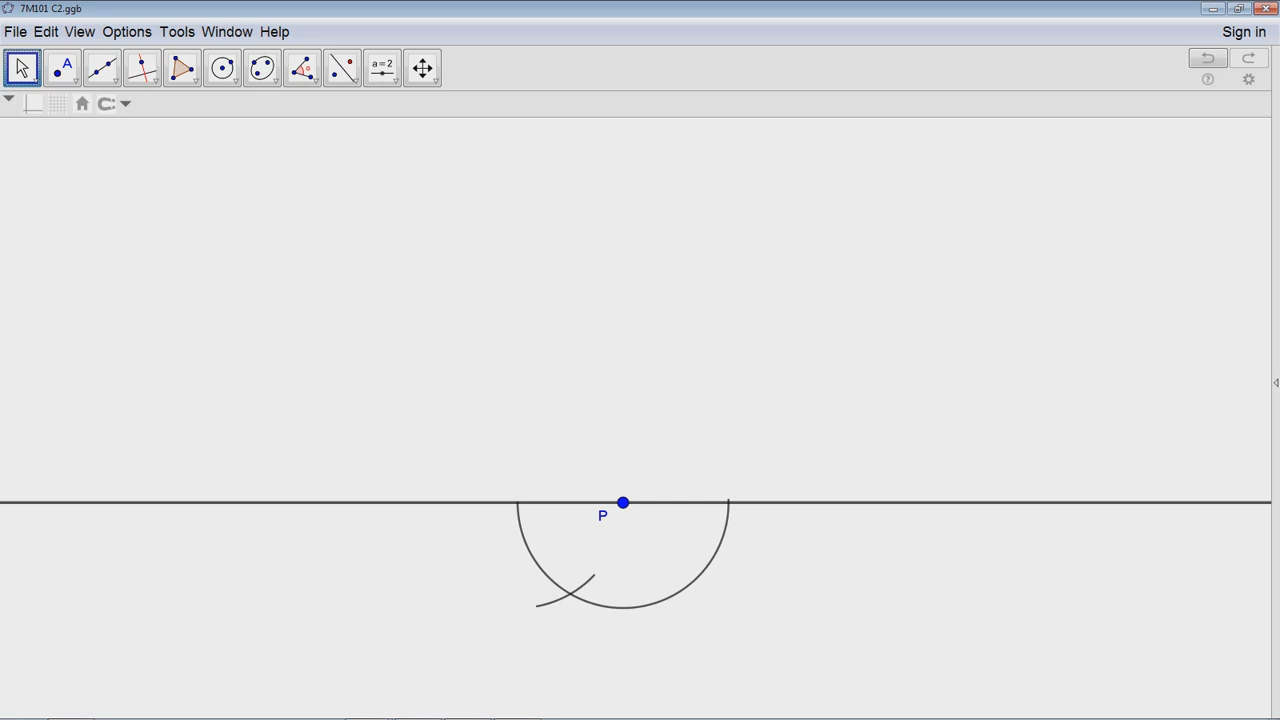 7M101 C2.ggb
File Edit View Options Tools Window Help Sign in
A
a=2
P